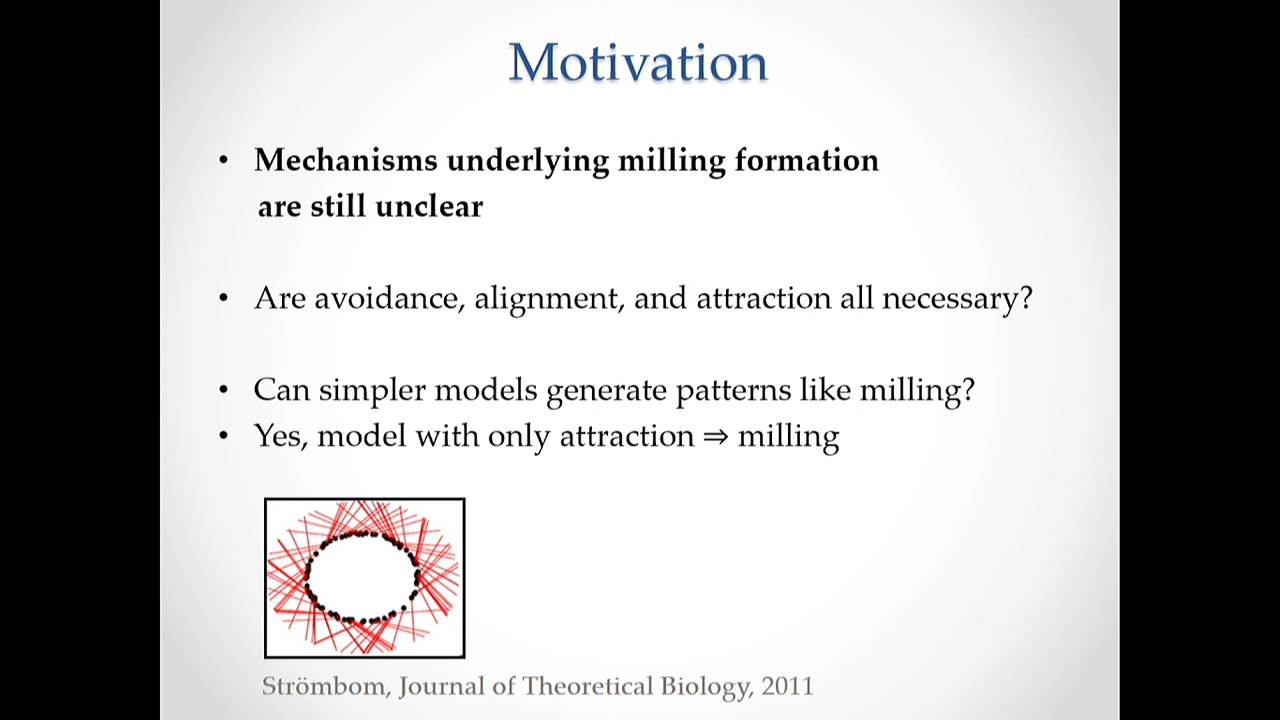 Motivation
• Mechanisms underlying milling formation
are still unclear
• Are avoidance, alignment, and attraction all necessary?
• Can simpler models generate patterns like milling?
• Yes, model with only attraction ⇒ milling
Strömbom, Journal of Theoretical Biology, 2011